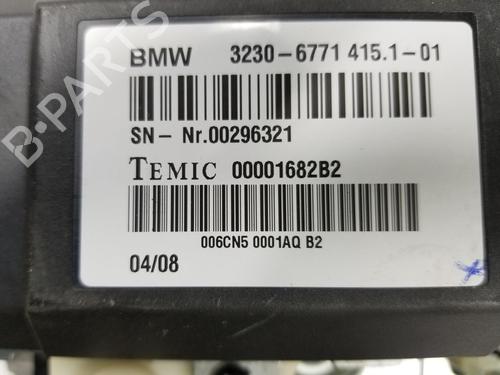 BMW 3230-6771 415.1-01
SN- Nr.00296321
TEMIC 00001682B2
006CN5 0001AQ B2
04/08
B-PARTS